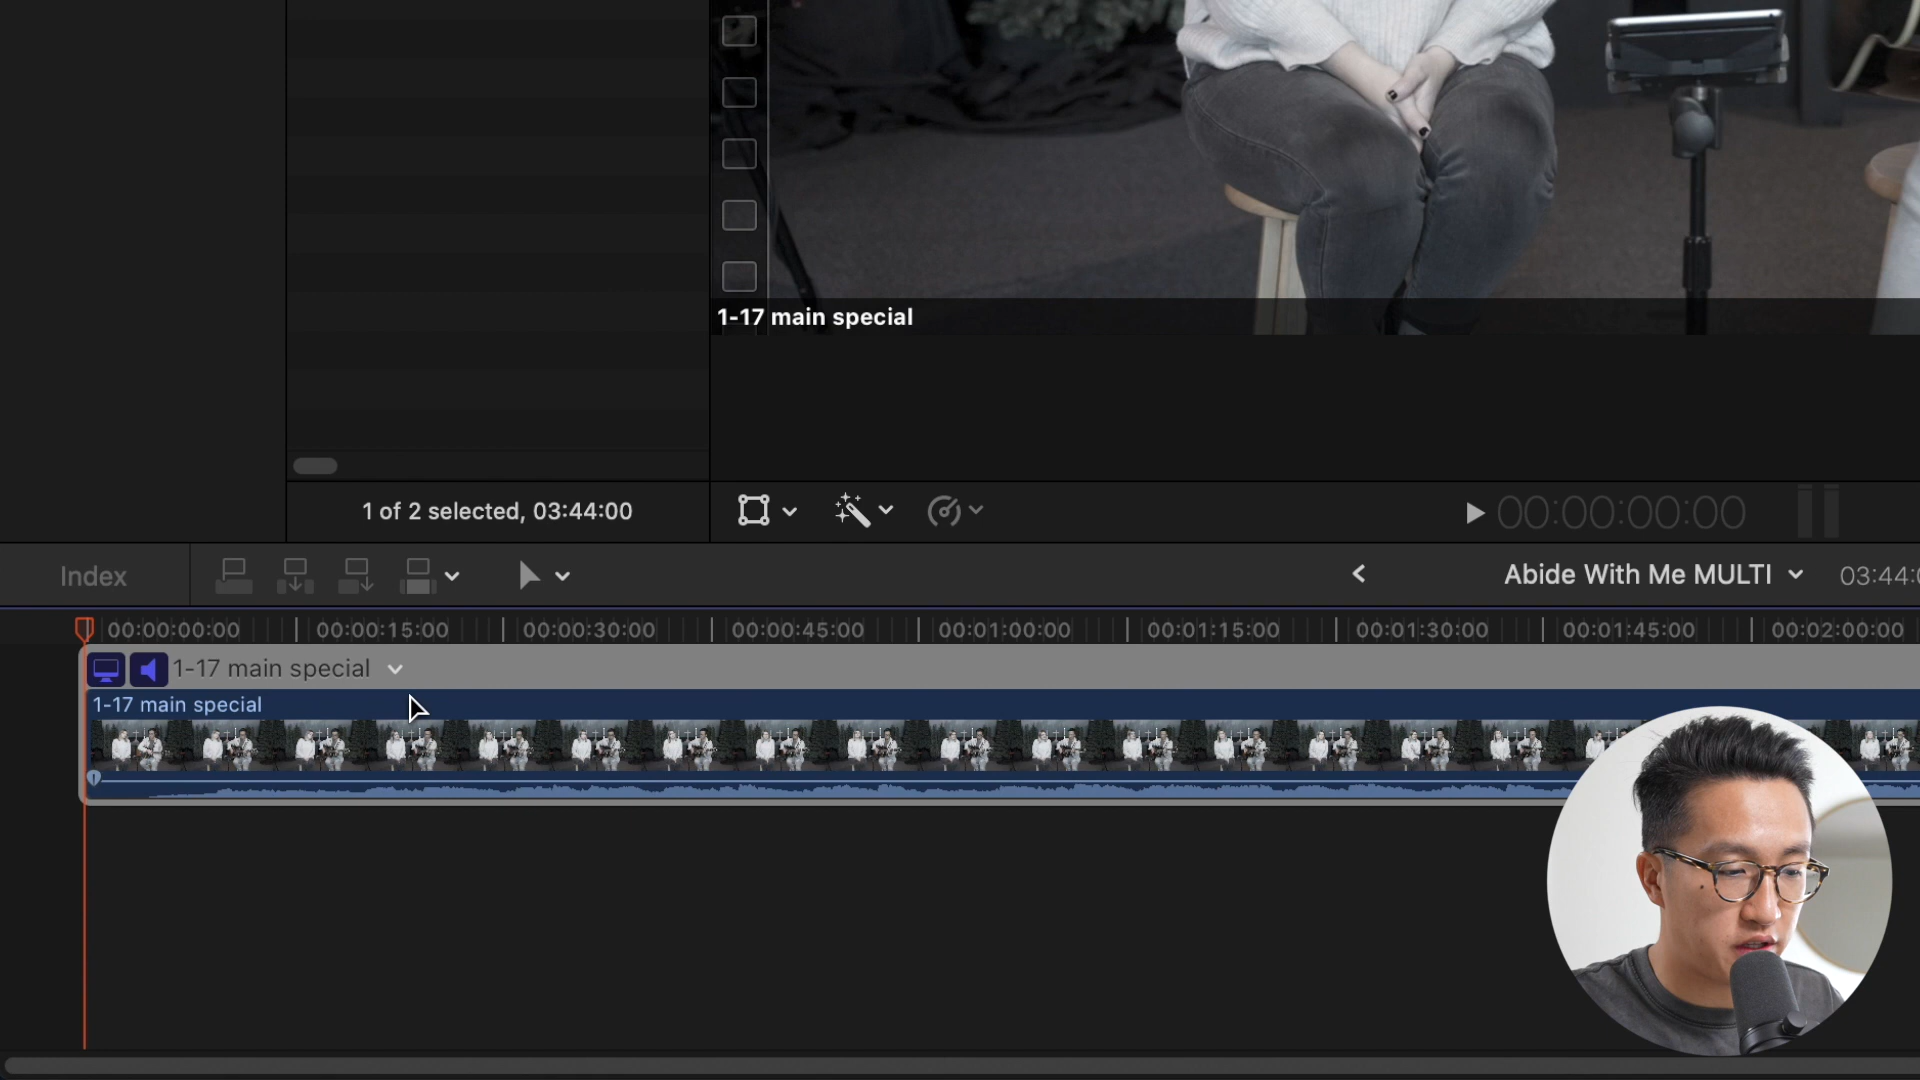 1-17 main special
1 of 2 selected, 03:44:00
00:00:00:00
Index
Abide With Me MULTI
03:44:0
00:00:00:00
00:00:15:00
00:00:30:00
00:00:45:00
00:01:00:00
00:01:15:00
00:01:30:00
00:01:45:00
00:02:00:00
1-17 main special
1-17 main special